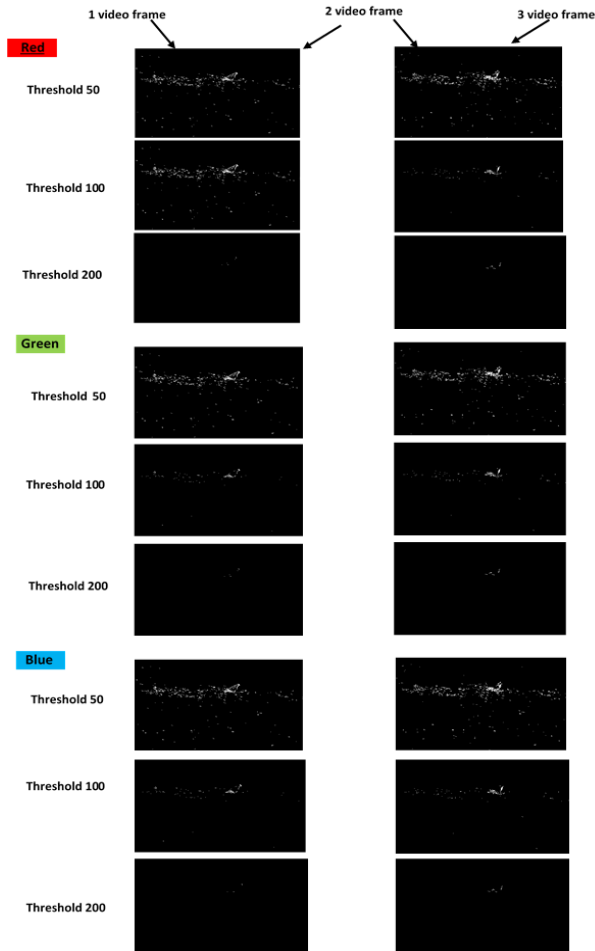 1 video frame
2 video frame
3 video frame
Red
Threshold 50
Threshold 100
Threshold 200
Green
Threshold 50
Threshold 100
Threshold 200
Blue
Threshold 50
Threshold 100
Threshold 200